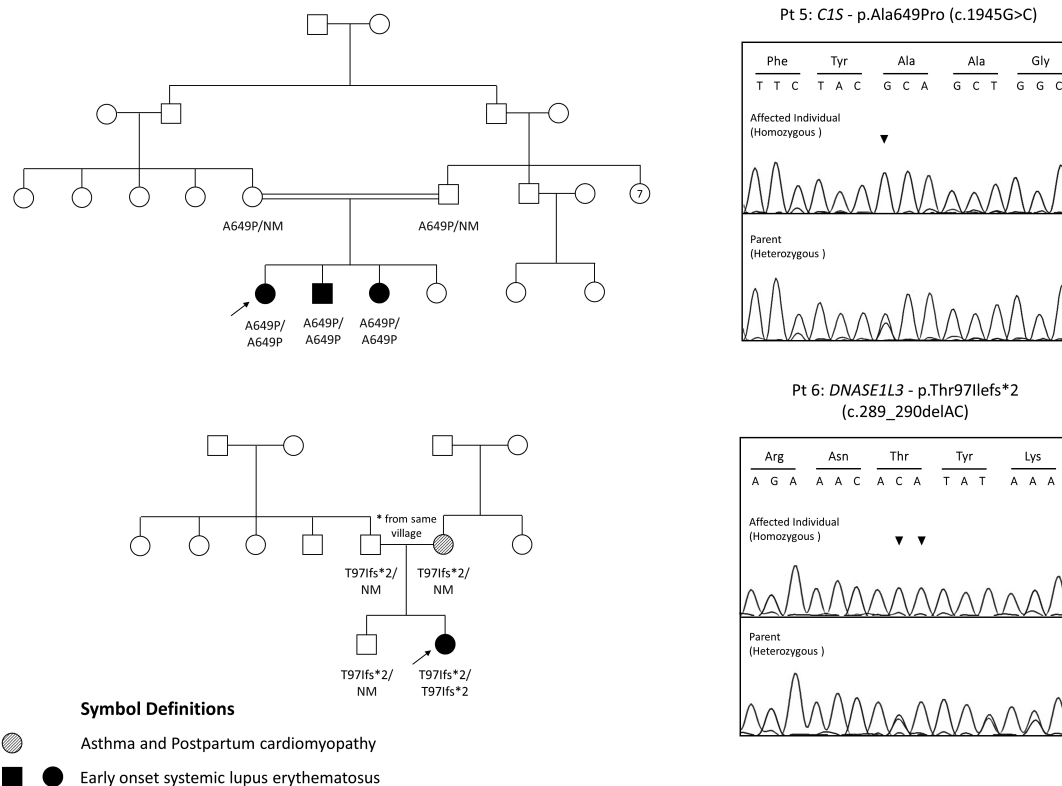 7
A649P/NM
A649P/NM
A649P/
A649P
A649P/
A649P
A649P/
A649P
* from same
village
T97Ifs*2/
NM
T97Ifs*2/
NM
T97Ifs*2/
NM
T97Ifs*2/
T97Ifs*2
Symbol Definitions
Asthma and Postpartum cardiomyopathy
Early onset systemic lupus erythematosus
Pt 5: C1S - p.Ala649Pro (c.1945G>C)
Phe Tyr Ala Ala Gly
T T C T A C G C A G C T G G C
Affected Individual
(Homozygous )
Parent
(Heterozygous )
Pt 6: DNASE1L3 - p.Thr97Ilefs*2
(c.289_290delAC)
Arg Asn Thr Tyr Lys
A G A A A C A C A T A T A A A
Affected Individual
(Homozygous )
Parent
(Heterozygous )